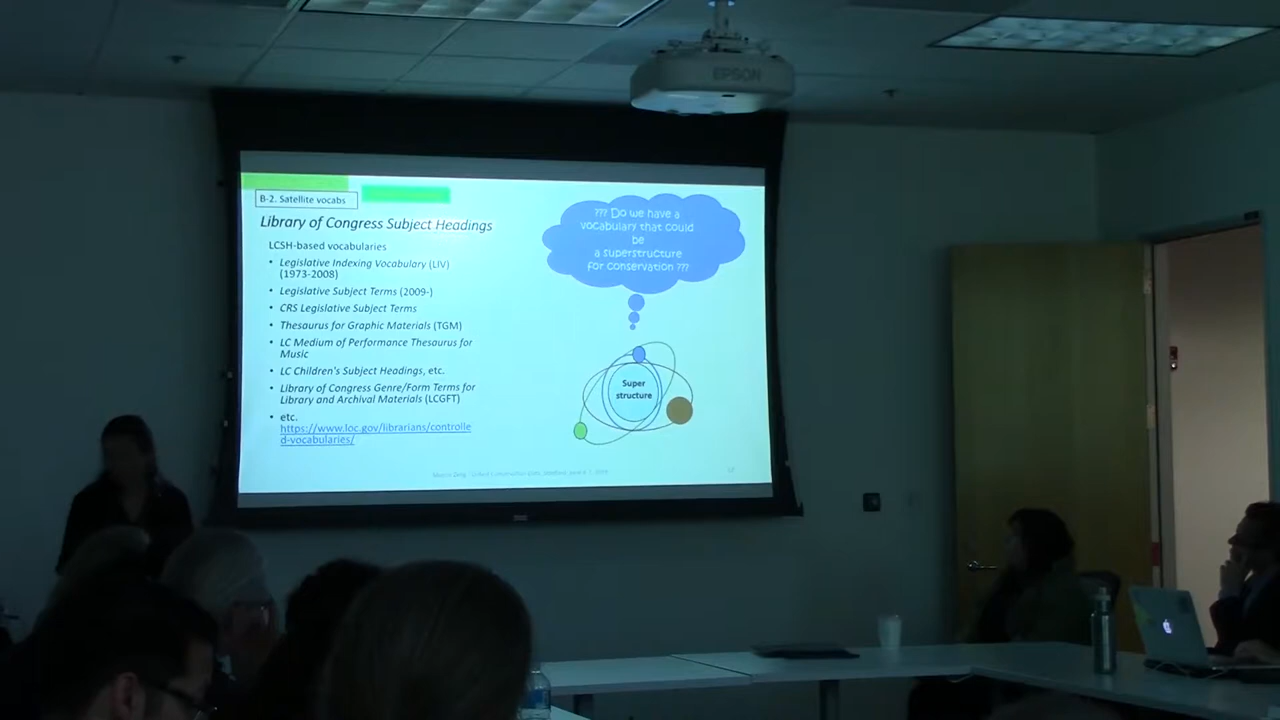 EPSON
B-2. Satellite vocabs
Library of Congress Subject Headings
LCSH-based vocabularies
• Legislative Indexing Vocabulary (LIV)
(1973-2008)
• Legislative Subject Terms (2009-)
• CRS Legislative Subject Terms
• Thesaurus for Graphic Materials (TGM)
• LC Medium of Performance Thesaurus for
Music
• LC Children's Subject Headings, etc.
• Library of Congress Genre/Form Terms for
Library and Archival Materials (LCGFT)
• etc.
https://www.loc.gov/librarians/controlle
d-vocabularies/
??? Do we have a
vocabulary that could
be
a superstructure
for conservation ???
Super
structure